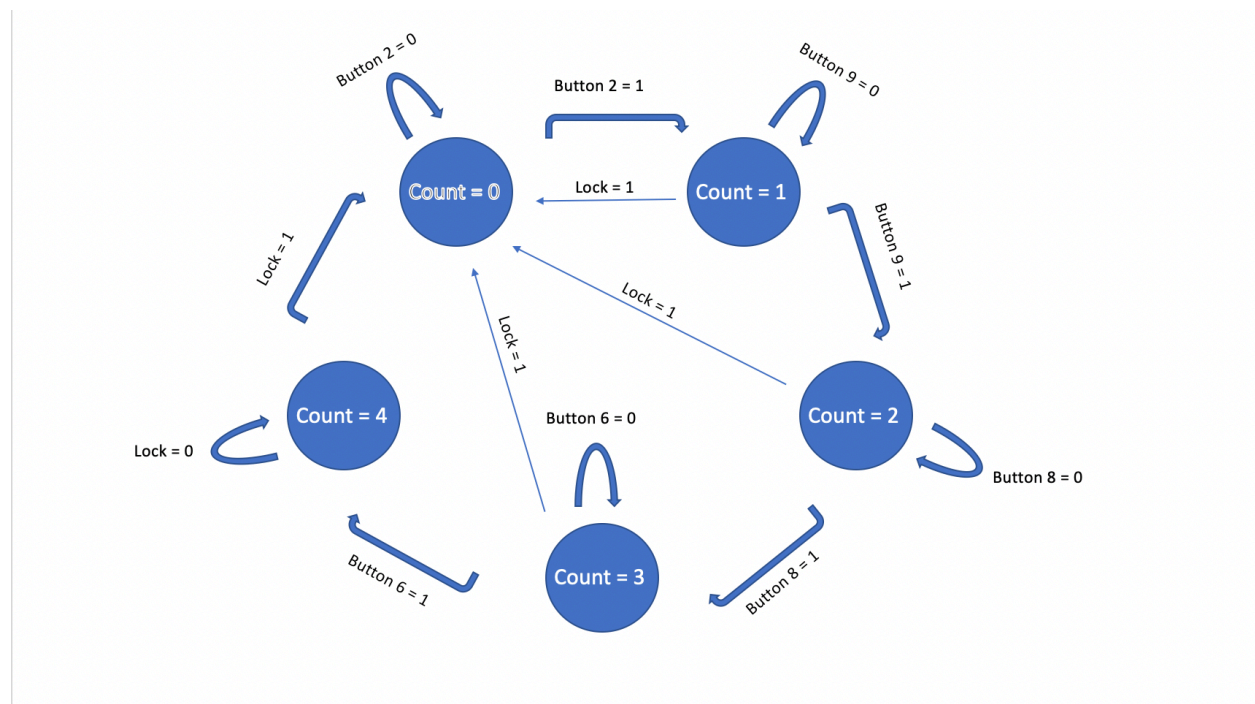 Button 2 = 0
Button 2 = 1
Button 9 = 0
Count = 0
Lock = 1
Count = 1
Lock = 1
Button 9 = 1
Lock = 1
Lock = 1
Count = 4
Button 6 = 0
Count = 2
Lock = 0
Button 8 = 0
Button 6 = 1
Count = 3
Button 8 = 1